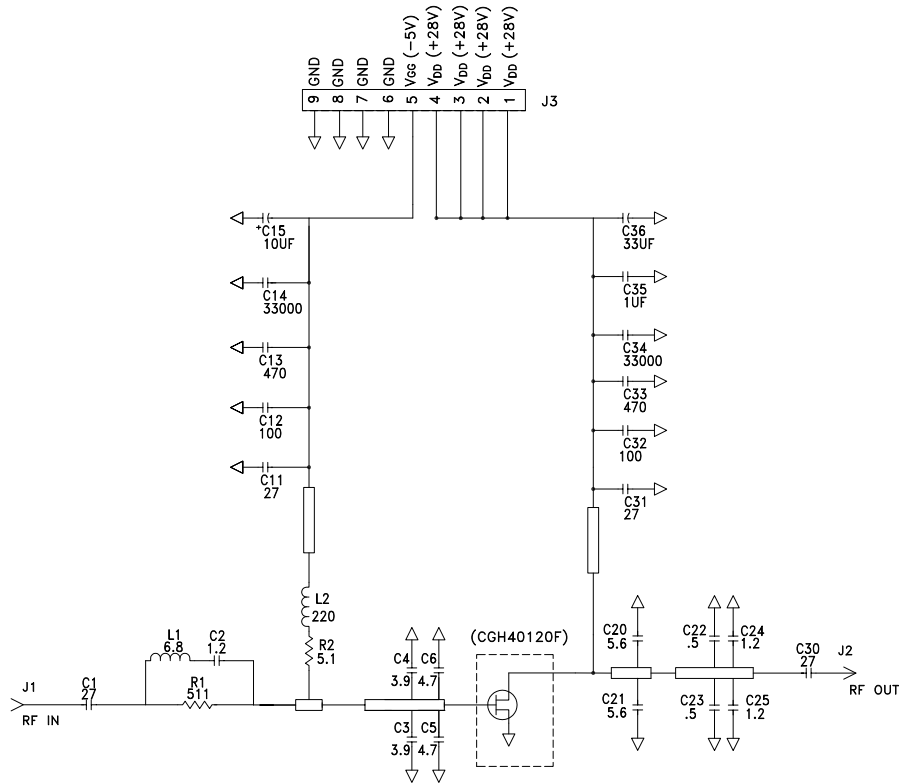 9 GND
8 GND
7 GND
6 GND
5 VGG (-5V)
4 VDD (+28V)
3 VDD (+28V)
2 VDD (+28V)
1 VDD (+28V)
J3
+C15
10UF
C36
33UF
C14
33000
C35
1UF
C13
470
C34
33000
C33
470
C12
100
C32
100
C11
27
C31
27
L2
220
R2
5.1
(CGH40120F)
L1
6.8
C2
1.2
R1
511
J1
RF IN
C1
27
C4
3.9
C6
4.7
C3
3.9
C5
4.7
C20
5.6
C22
.5
C24
1.2
C21
5.6
C23
.5
C25
1.2
C30
27
J2
RF OUT